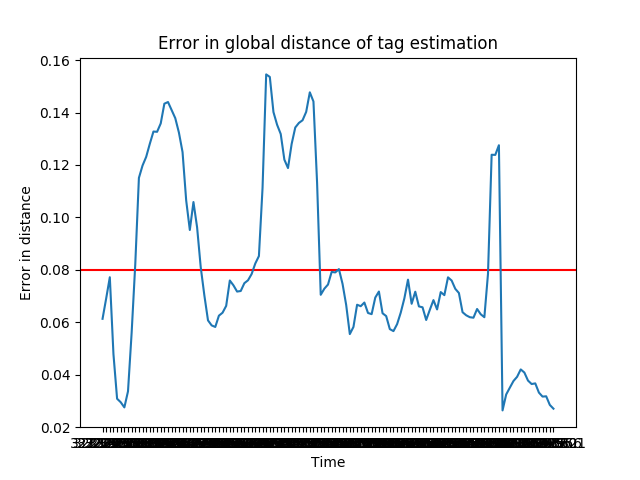 Error in global distance of tag estimation
0.16
0.14
0.12
0.10
0.08
0.06
0.04
0.02
Error in distance
Time